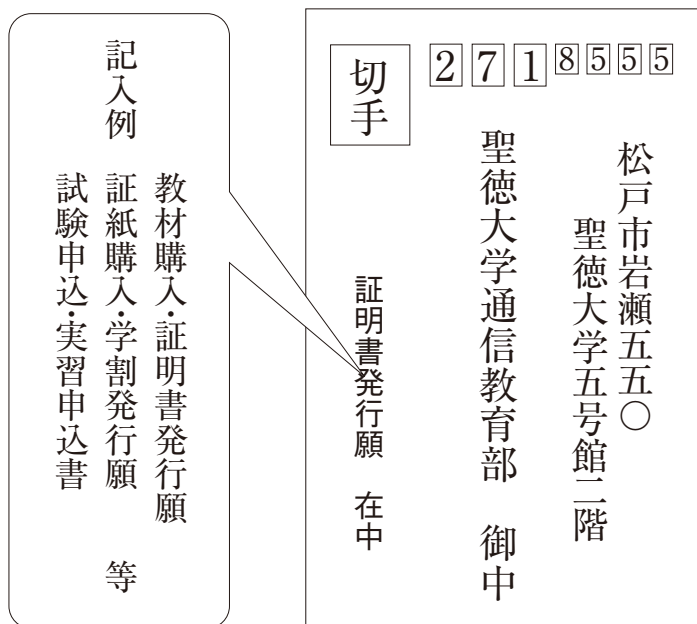 切手
2718555
松戸市岩瀬五五〇
聖徳大学五号館二階
聖徳大学通信教育部 御中
証明書発行願 在中
記入例
教材購入・証明書発行願
証紙購入・学割発行願 等
試験申込・実習申込書